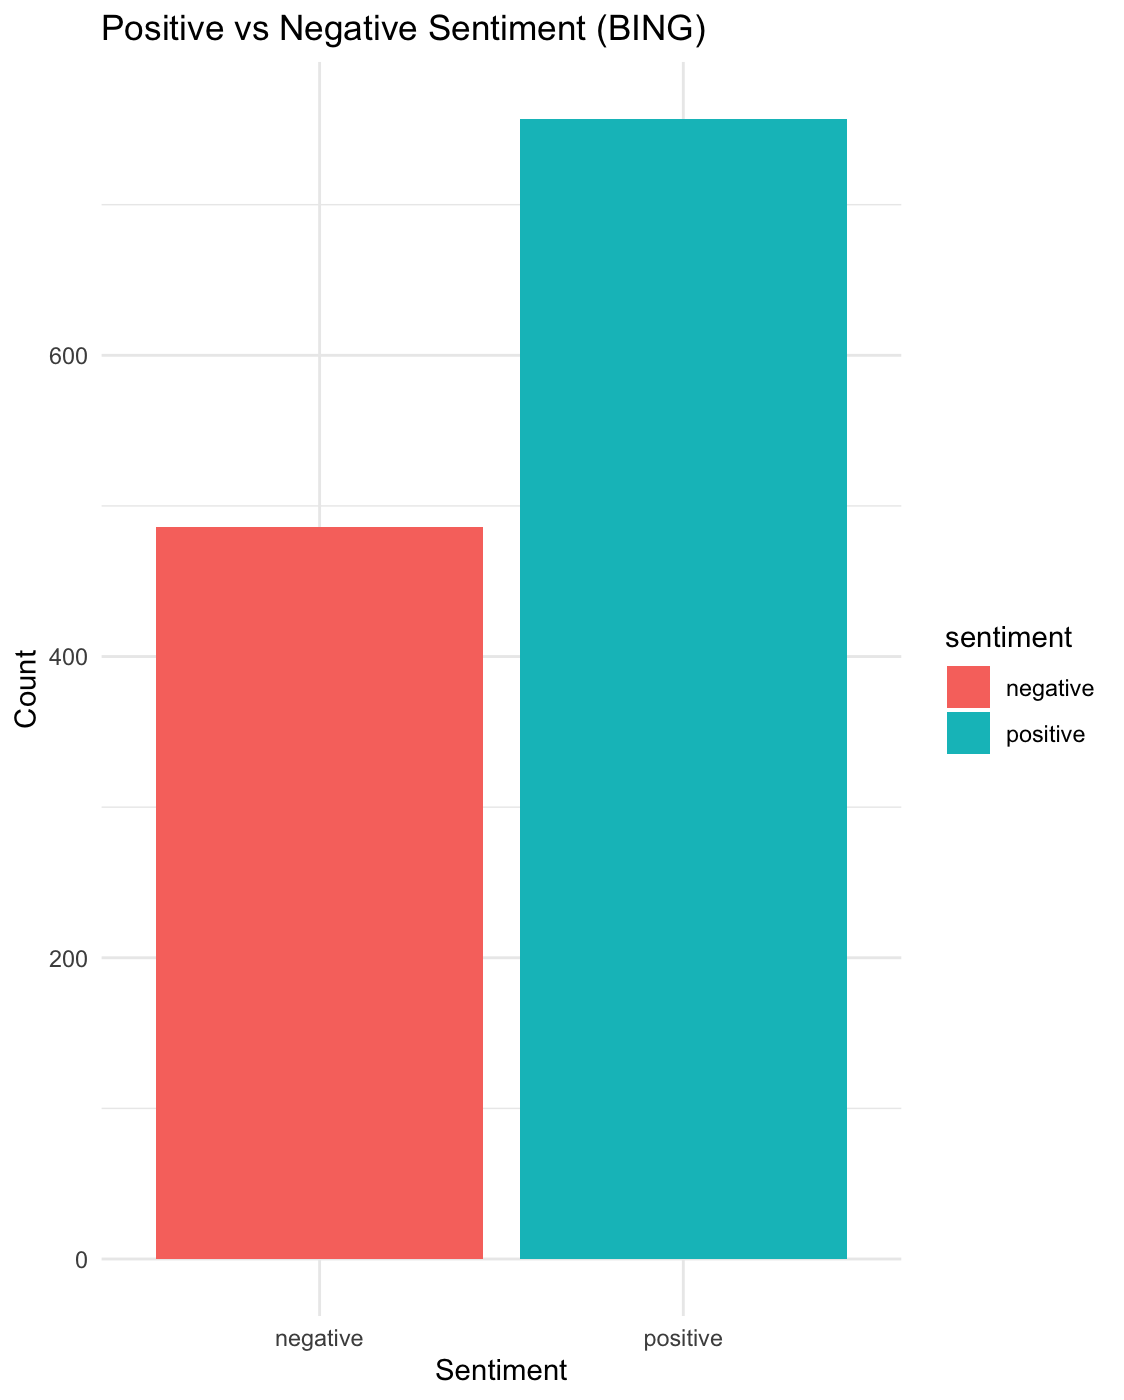 Positive vs Negative Sentiment (BING)
600
400
200
0
Count
negative
positive
Sentiment
sentiment
negative
positive